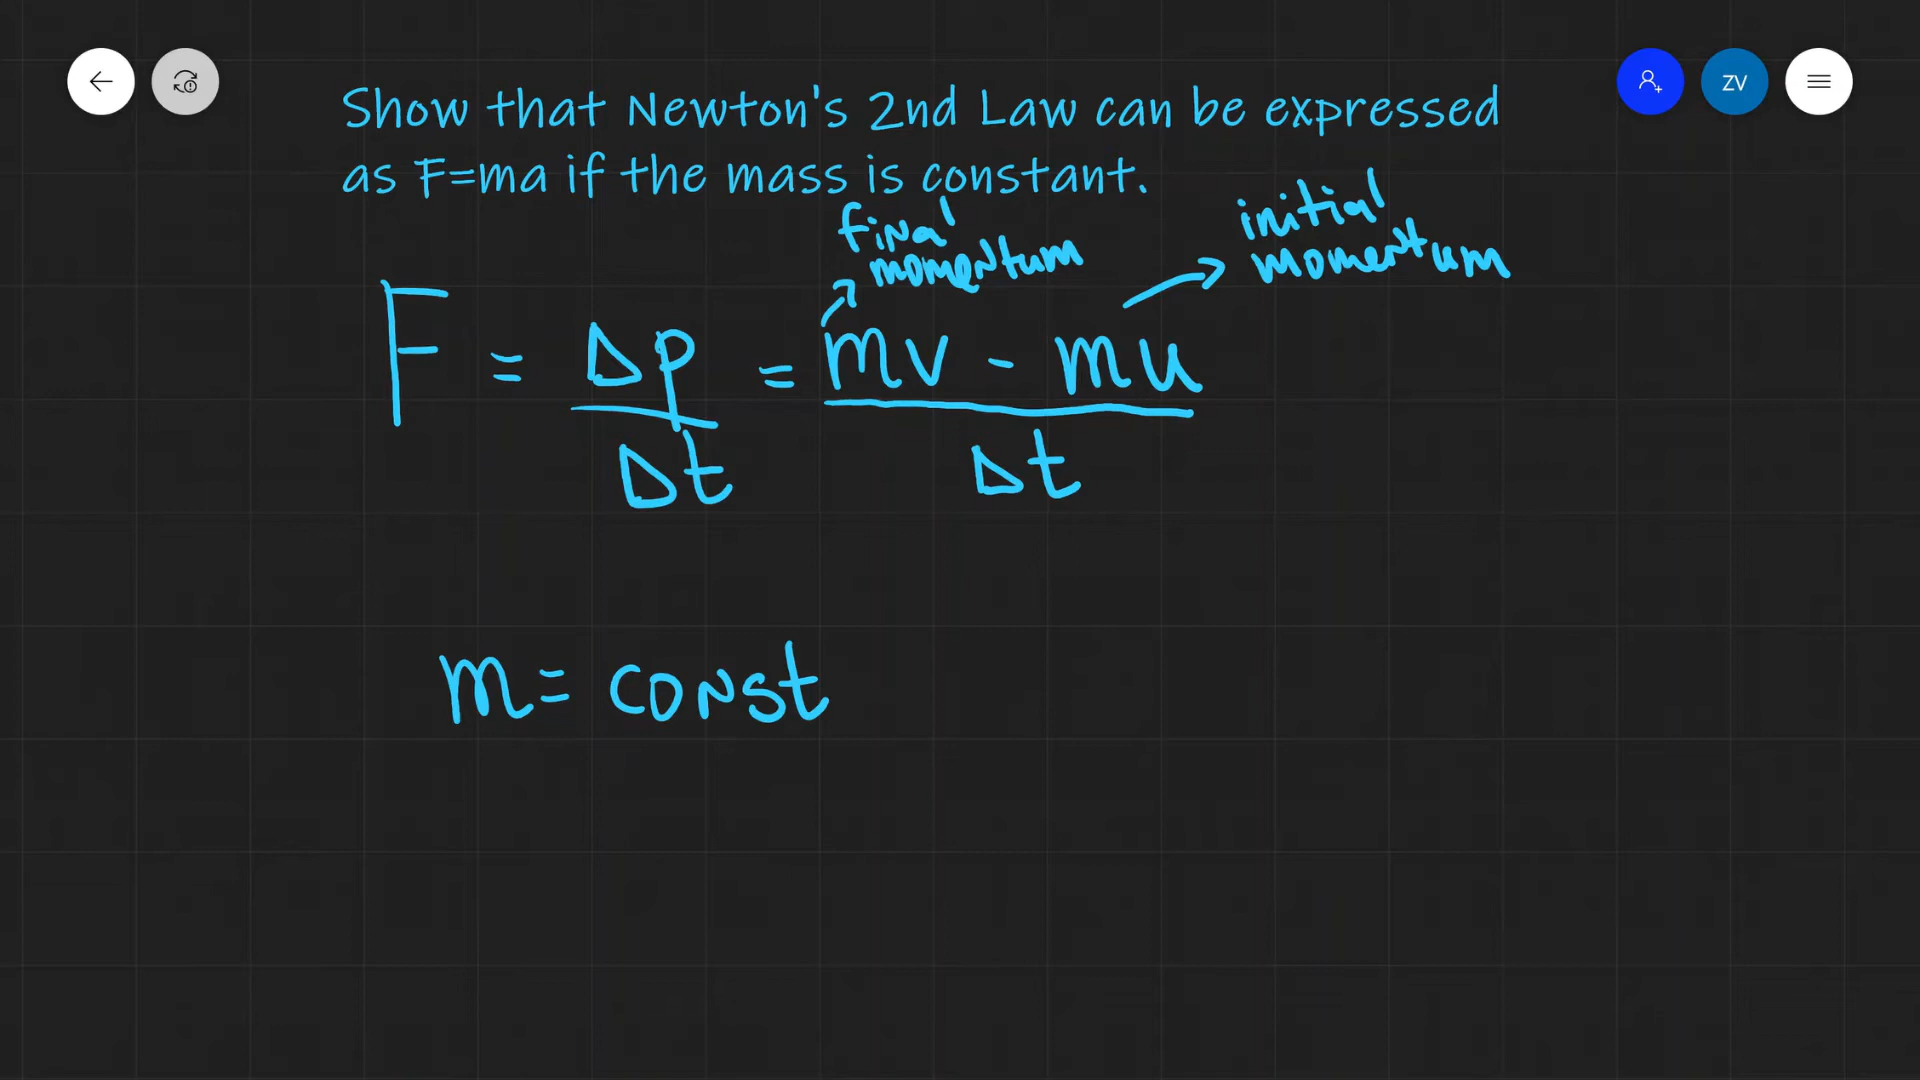 ZV
Show that Newton's 2nd Law can be expressed
as F=ma if the mass is constant.
final
momentum
initial
momentum
F = Δp = mv - mu
Δt Δt
m = const